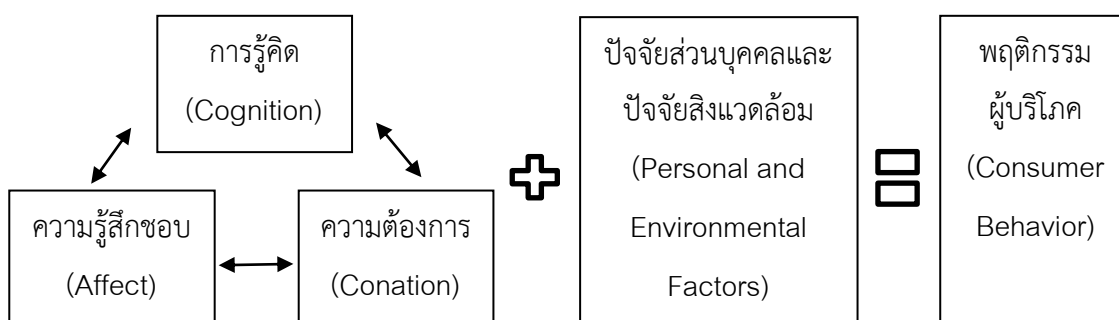 การรู้คิด
(Cognition)
ความรู้สึกชอบ
(Affect)
ความต้องการ
(Conation)
ปัจจัยส่วนบุคคลและ
ปัจจัยสิงแวดล้อม
(Personal and
Environmental
Factors)
พฤติกรรม
ผู้บริโภค
(Consumer
Behavior)